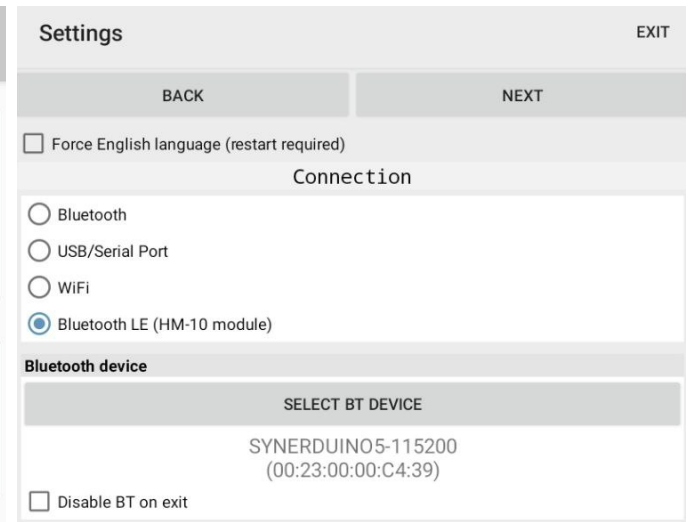 Settings
EXIT
BACK
NEXT
Force English language (restart required)
Connection
Bluetooth
USB/Serial Port
WiFi
Bluetooth LE (HM-10 module)
Bluetooth device
SELECT BT DEVICE
SYNERDUINO5-115200
(00:23:00:00:C4:39)
Disable BT on exit